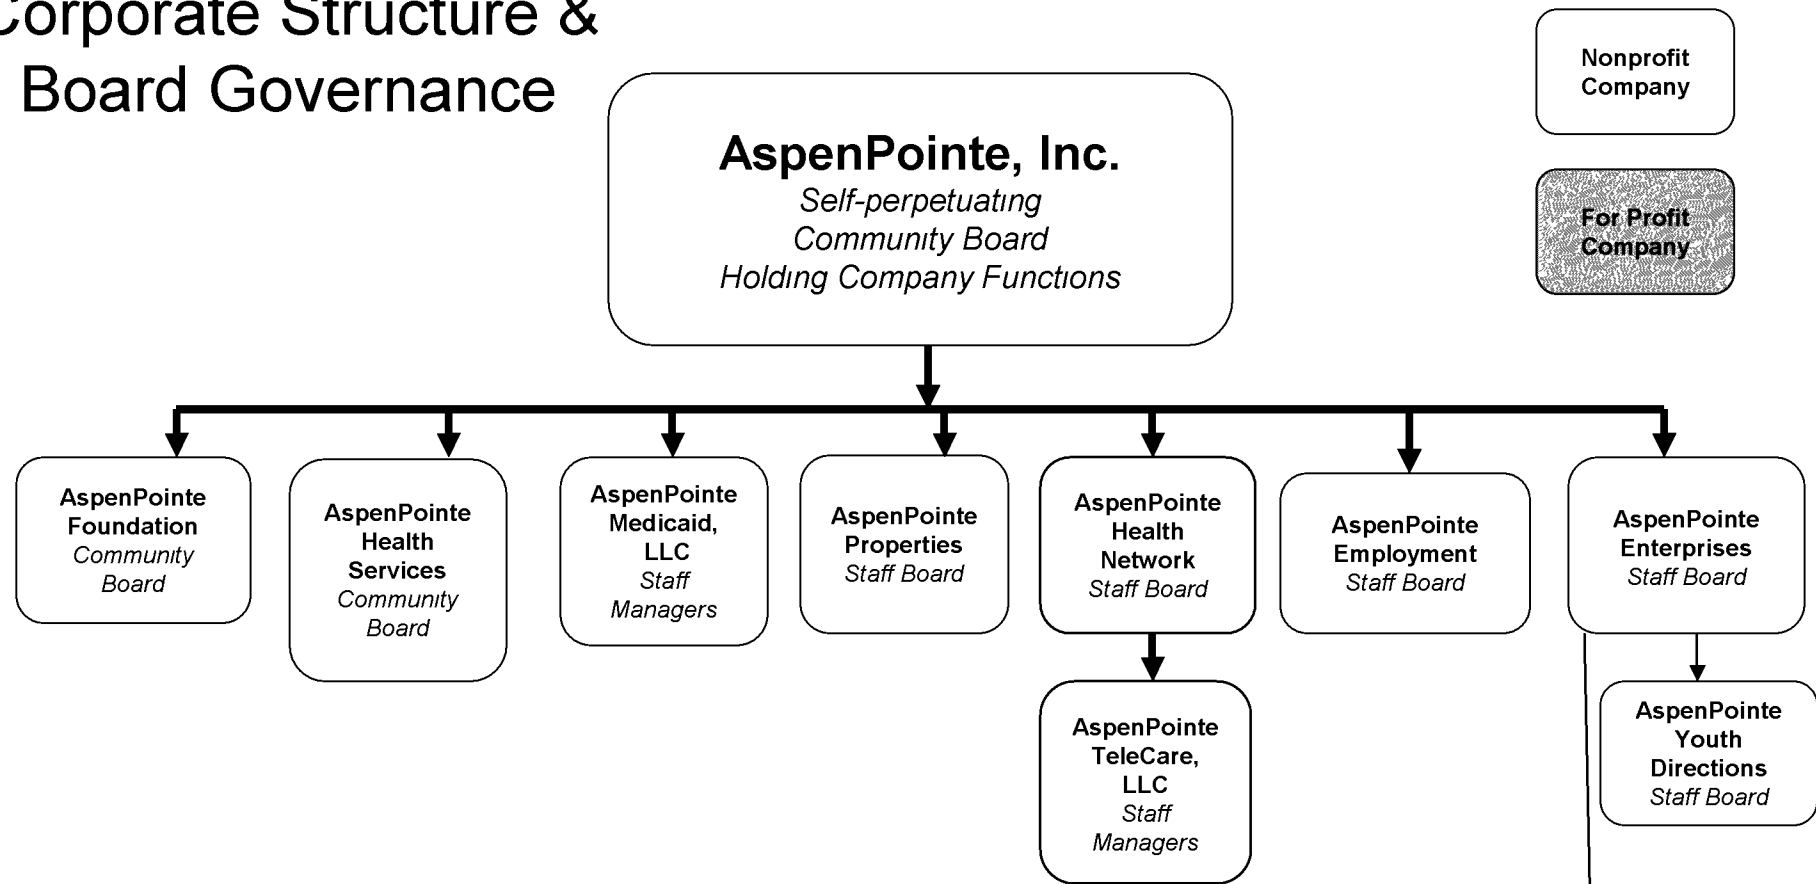 Corporate Structure &
Board Governance
Nonprofit
Company
For Profit
Company
AspenPointe, Inc.
Self-perpetuating
Community Board
Holding Company Functions
AspenPointe
Foundation
Community
Board
AspenPointe
Health
Services
Community
Board
AspenPointe
Medicaid,
LLC
Staff
Managers
AspenPointe
Properties
Staff Board
AspenPointe
Health
Network
Staff Board
AspenPointe
Employment
Staff Board
AspenPointe
Enterprises
Staff Board
AspenPointe
TeleCare,
LLC
Staff
Managers
AspenPointe
Youth
Directions
Staff Board